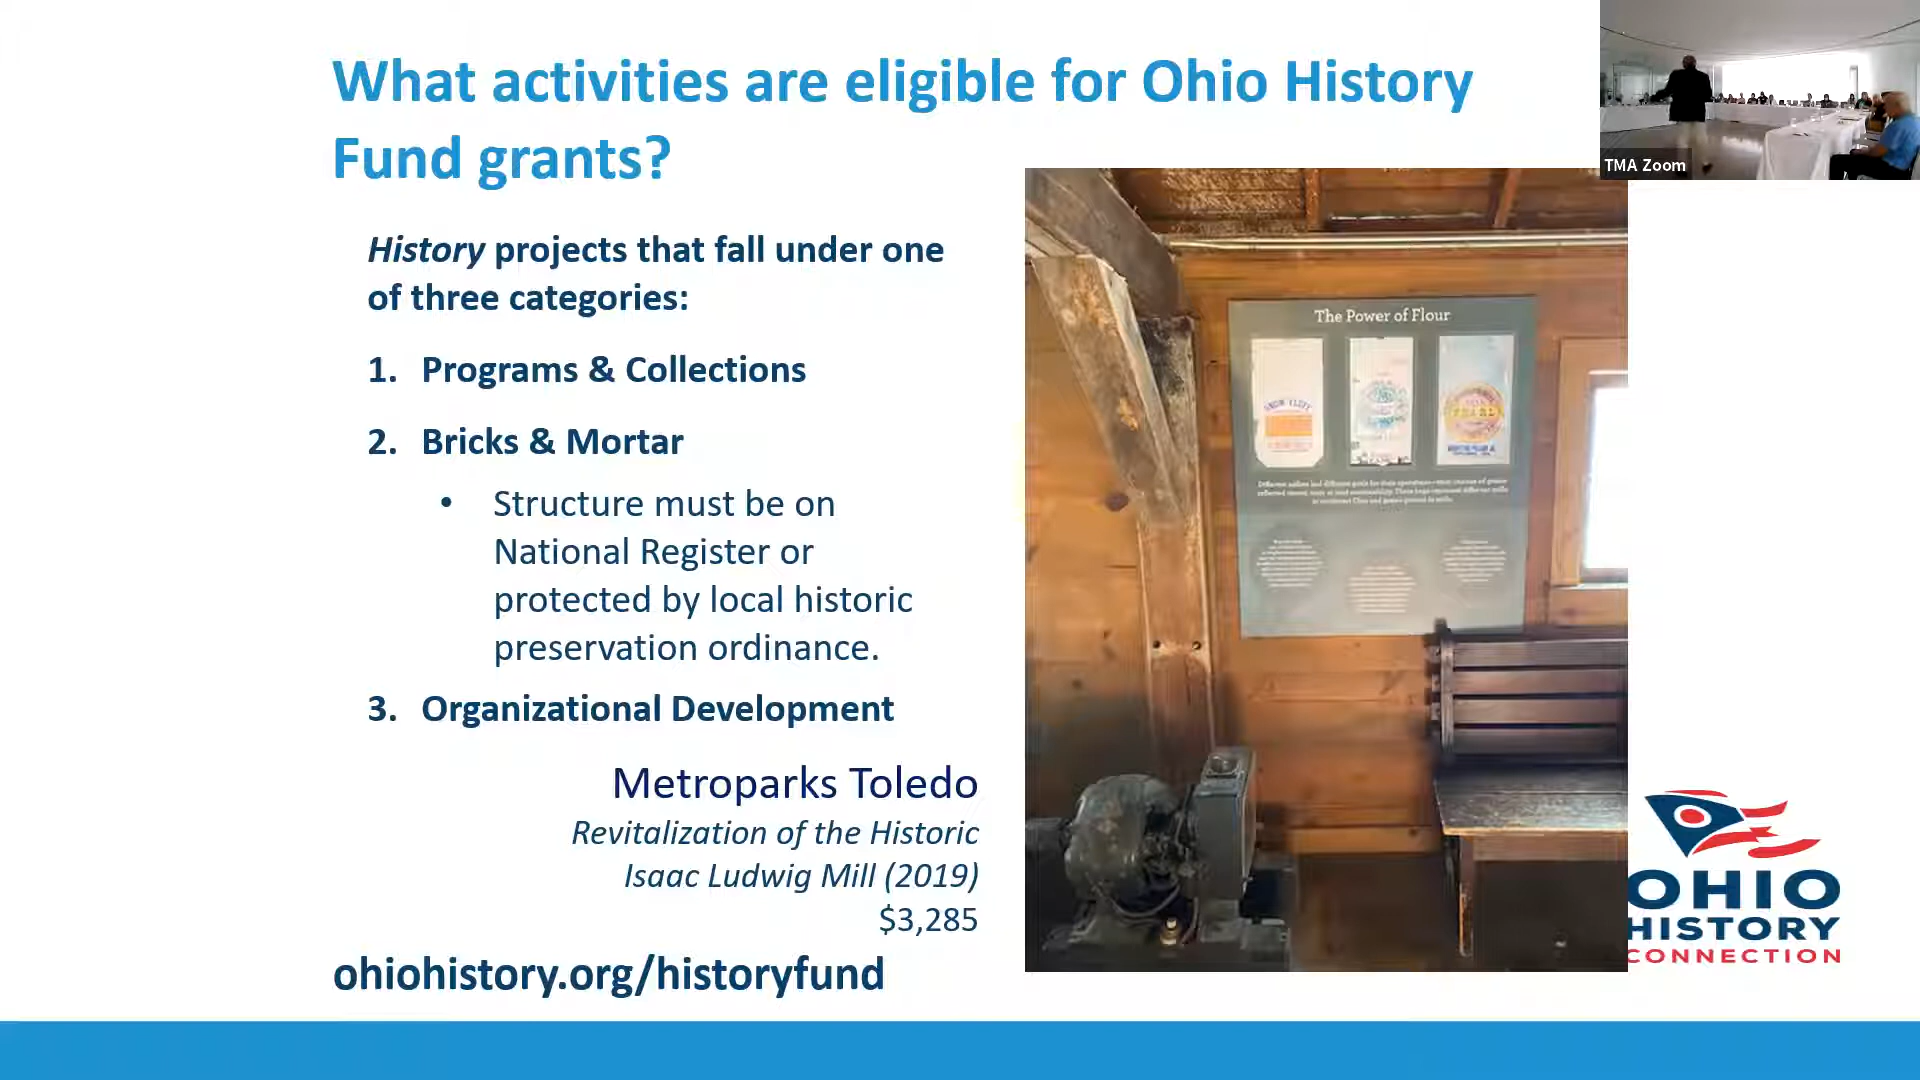 What activities are eligible for Ohio History
Fund grants?
TMA Zoom
History projects that fall under one
of three categories:
1. Programs & Collections
2. Bricks & Mortar
• Structure must be on
National Register or
protected by local historic
preservation ordinance.
3. Organizational Development
Metroparks Toledo
Revitalization of the Historic
Isaac Ludwig Mill (2019)
$3,285
ohiohistory.org/historyfund
The Power of Flour
PEARL
OHIO
HISTORY
CONNECTION